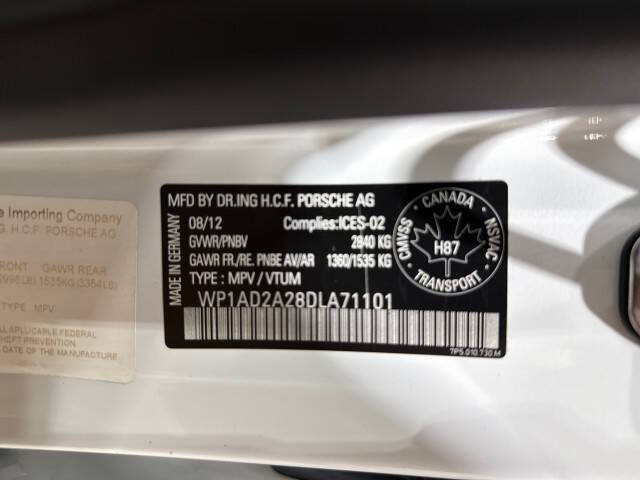 MFD BY DR.ING H.C.F. PORSCHE AG
08/12 Complies:ICES-02
GVWR/PNBV 2840 KG
GAWR FR./RE. PNBE AV/AR 1360/1535 KG
TYPE : MPV / VTUM
WP1AD2A28DLA71101
MADE IN GERMANY
CANADA
CMVSS NSVAC
H87
TRANSPORT
7P5.010.730.M
Importing Company
H.C.F. PORSCHE AG
FRONT GAWR REAR
1535KG (3384LB)
TYPE : MPV
TO ALL APPLICABLE FEDERAL
THEFT PREVENTION
DATE OF THE MANUFACTURE